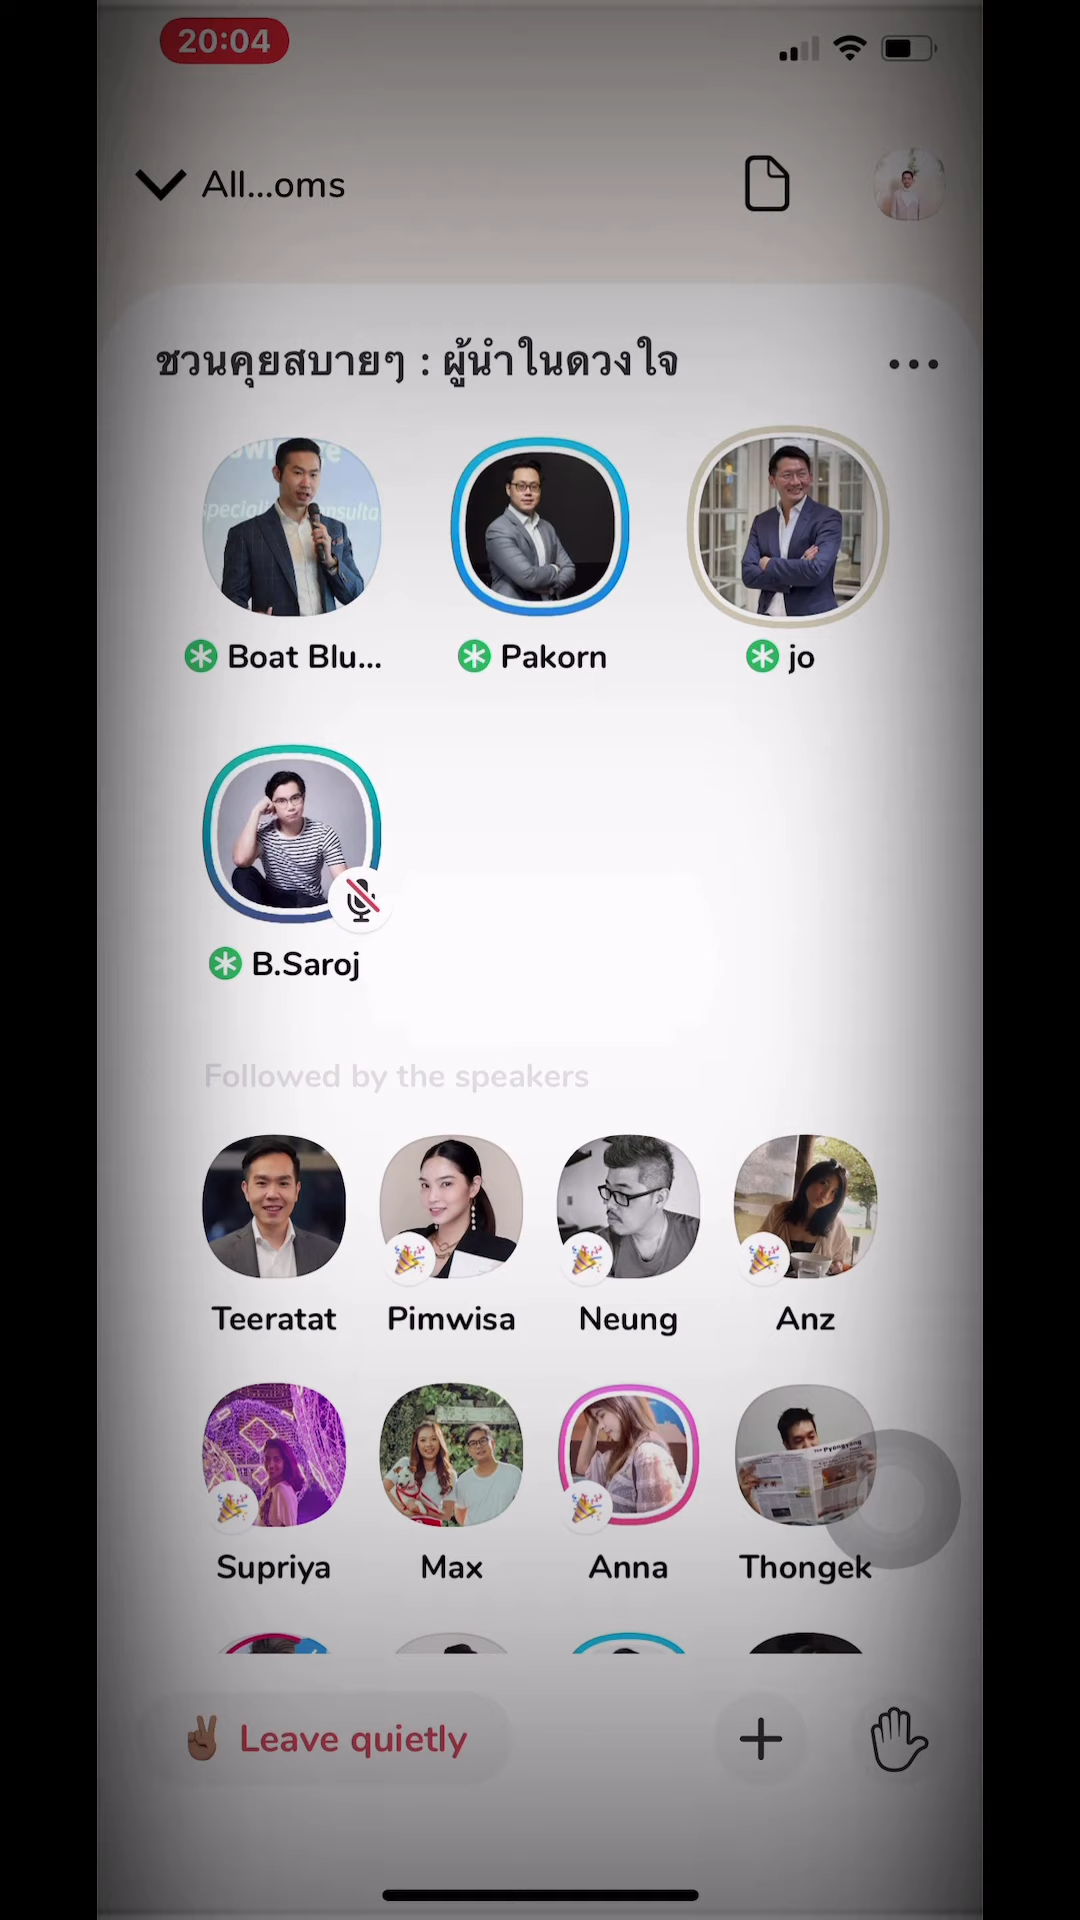 20:04
All...oms
ชวนคุยสบายๆ : ผู้นำในดวงใจ
Boat Blu...
Pakorn
jo
B.Saroj
Followed by the speakers
Teeratat
Pimwisa
Neung
Anz
Supriya
Max
Anna
Thongek
Leave quietly